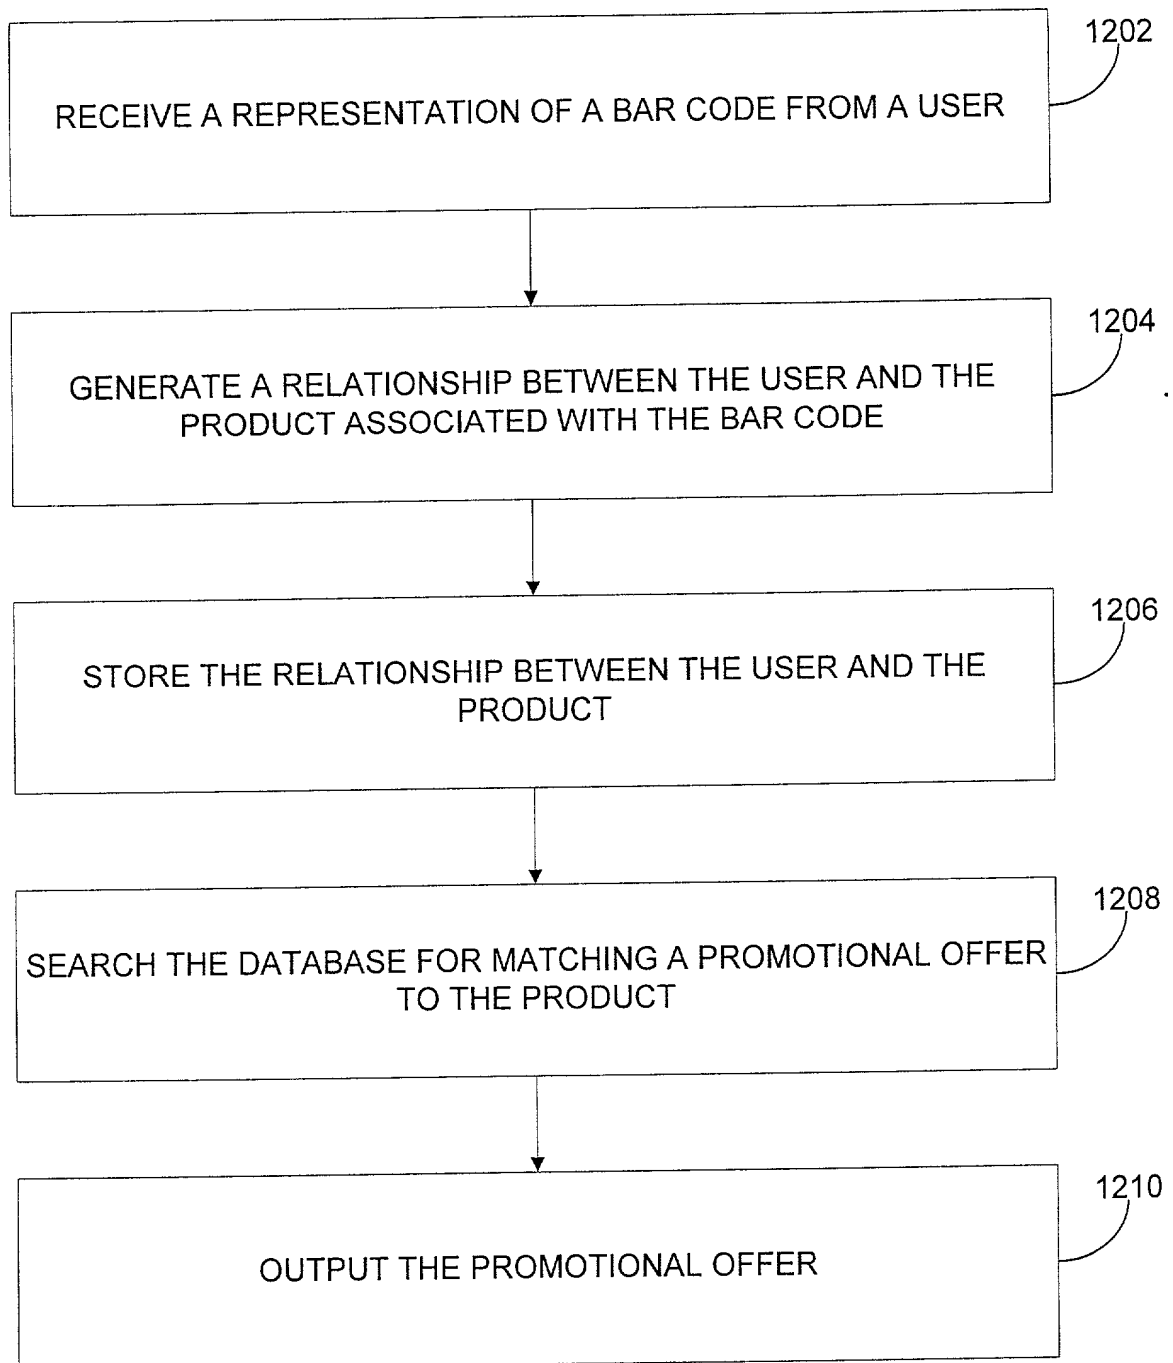 1202
RECEIVE A REPRESENTATION OF A BAR CODE FROM A USER
1204
GENERATE A RELATIONSHIP BETWEEN THE USER AND THE
PRODUCT ASSOCIATED WITH THE BAR CODE
1206
STORE THE RELATIONSHIP BETWEEN THE USER AND THE
PRODUCT
1208
SEARCH THE DATABASE FOR MATCHING A PROMOTIONAL OFFER
TO THE PRODUCT
1210
OUTPUT THE PROMOTIONAL OFFER